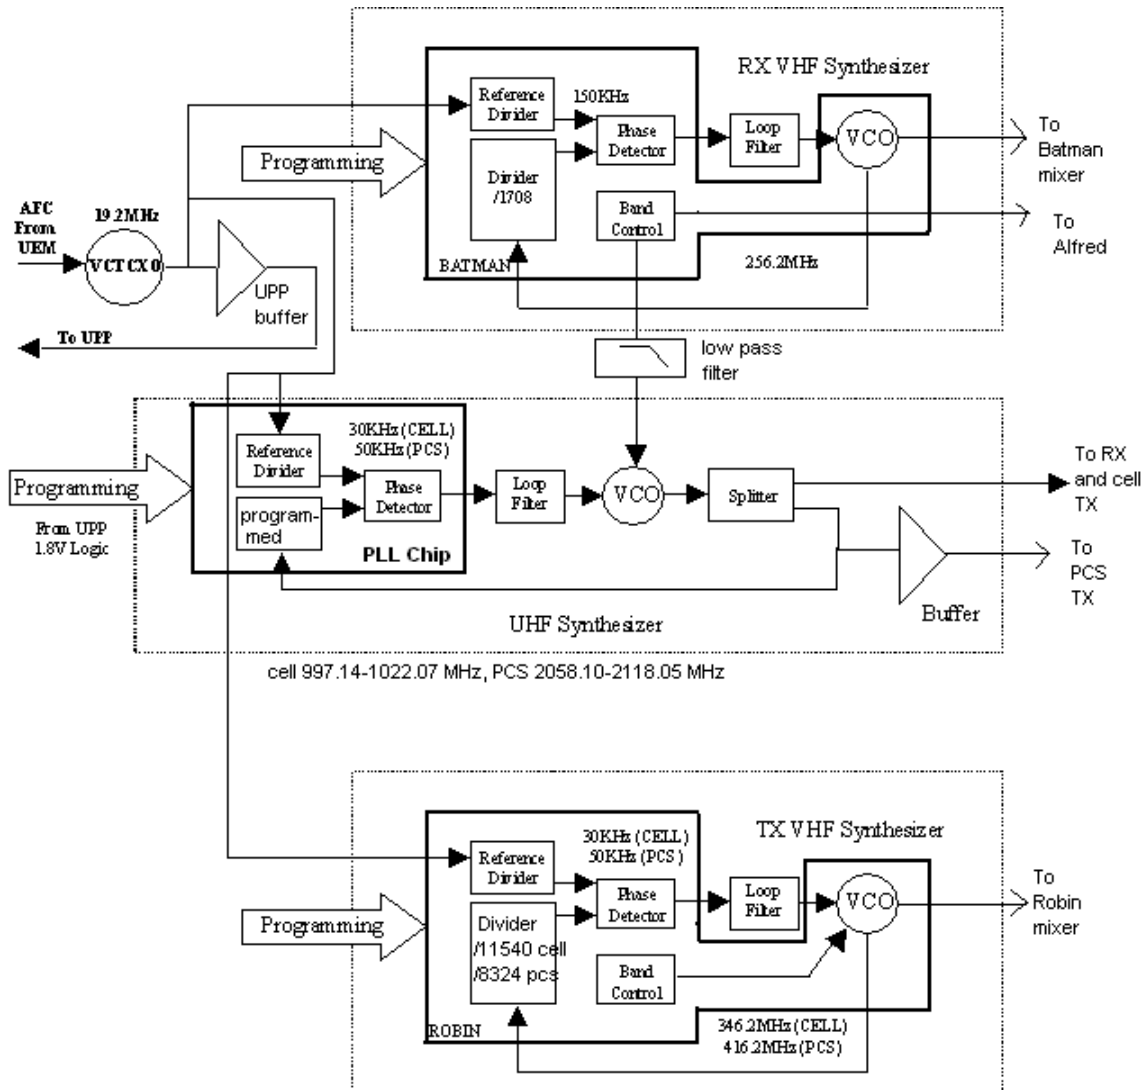 RX VHF Synthesizer
Reference
Divider
150KHz
Phase
Detector
Loop
Filter
VCO
To
Batman
mixer
Programming
Divider
/1708
Band
Control
To
Alfred
BATMAN
256.2MHz
AFC
From
UEM
19.2MHz
VCTCXO
UPP
buffer
To UPP
low pass
filter
Programming
From UPP
1.8V Logic
Reference
Divider
30KHz (CELL)
50KHz (PCS)
Phase
Detector
program-
med
PLL Chip
Loop
Filter
VCO
Splitter
To RX
and cell
TX
To
PCS
TX
Buffer
UHF Synthesizer
cell 997.14-1022.07 MHz, PCS 2058.10-2118.05 MHz
TX VHF Synthesizer
Reference
Divider
30KHz (CELL)
50KHz (PCS)
Phase
Detector
Loop
Filter
VCO
To
Robin
mixer
Programming
Divider
/11540 cell
/8324 pcs
Band
Control
ROBIN
346.2MHz (CELL)
416.2MHz (PCS)